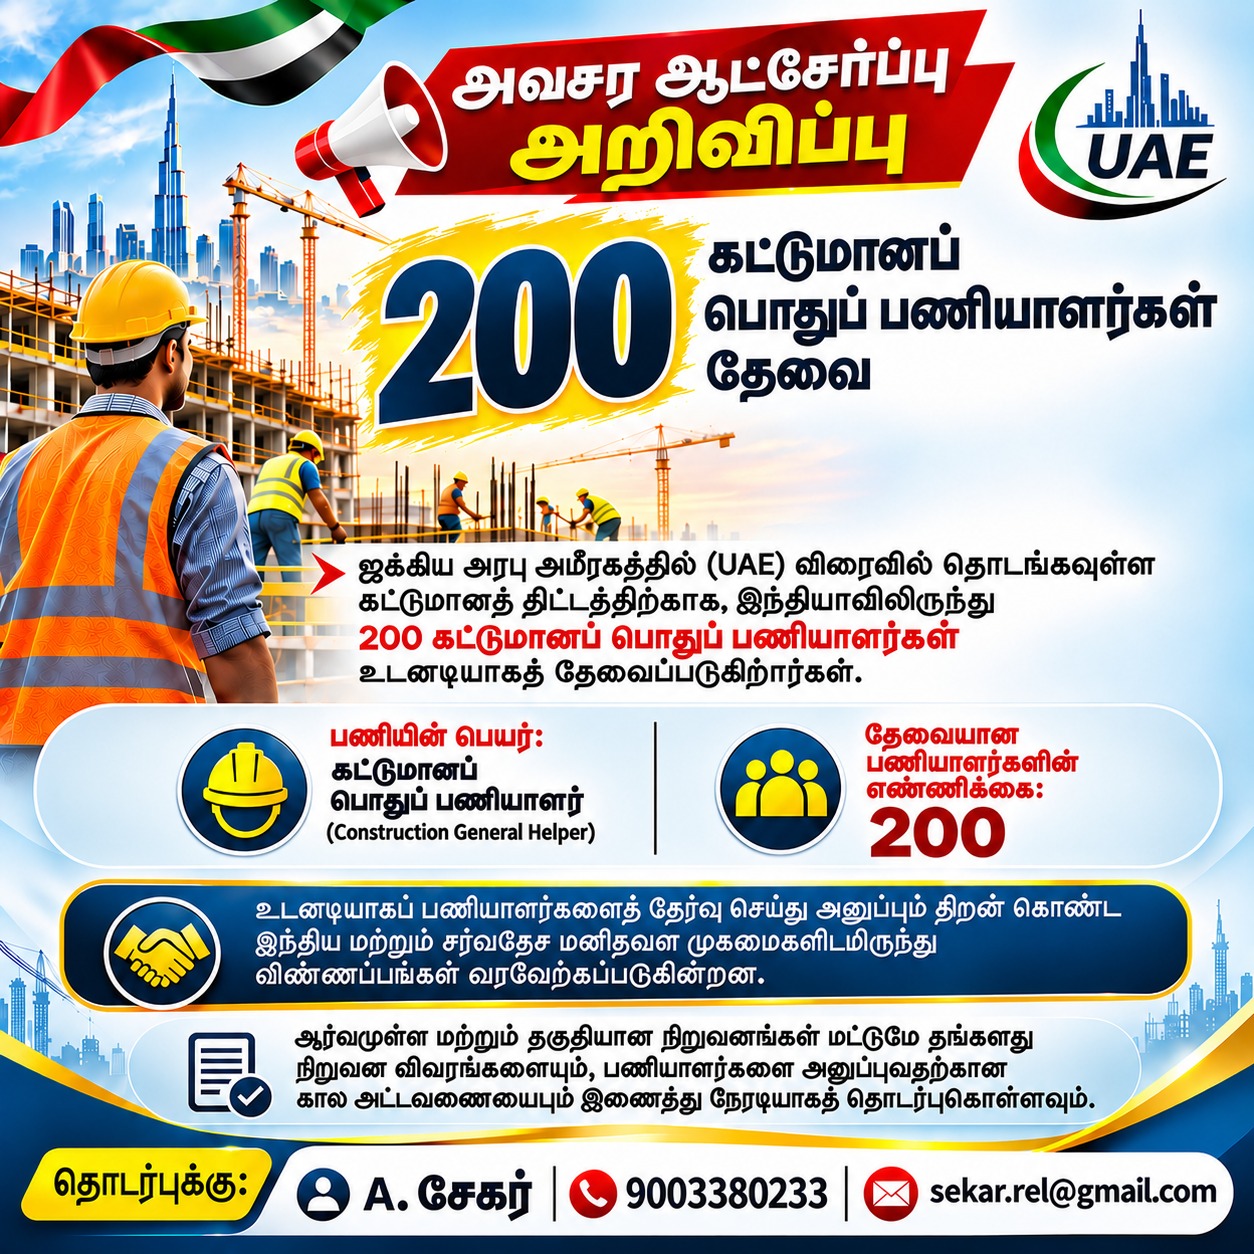 அவசர ஆட்சேர்ப்பு
அறிவிப்பு
UAE
200
கட்டுமானப்
பொதுப் பணியாளர்கள்
தேவை
ஜக்கிய அரபு அமீரகத்தில் (UAE) விரைவில் தொடங்கவுள்ள
கட்டுமானத் திட்டத்திற்காக, இந்தியாவிலிருந்து
200 கட்டுமானப் பொதுப் பணியாளர்கள்
உடனடியாகத் தேவைப்படுகிறார்கள்.
பணியின் பெயர்:
கட்டுமானப்
பொதுப் பணியாளர்
(Construction General Helper)
தேவையான
பணியாளர்களின்
எண்ணிக்கை:
200
உடனடியாகப் பணியாளர்களைத் தேர்வு செய்து அனுப்பும் திறன் கொண்ட
இந்திய மற்றும் சர்வதேச மனிதவள முகமைகளிடமிருந்து
விண்ணப்பங்கள் வரவேற்கப்படுகின்றன.
ஆர்வமுள்ள மற்றும் தகுதியான நிறுவனங்கள் மட்டுமே தங்களது
நிறுவன விவரங்களையும், பணியாளர்களை அனுப்புவதற்கான
கால அட்டவணையைபும் இணைத்து நேரடியாகத் தொடர்புகொள்ளவும்.
தொடர்புக்கு:
A. சேகர்
9003380233
sekar.rel@gmail.com